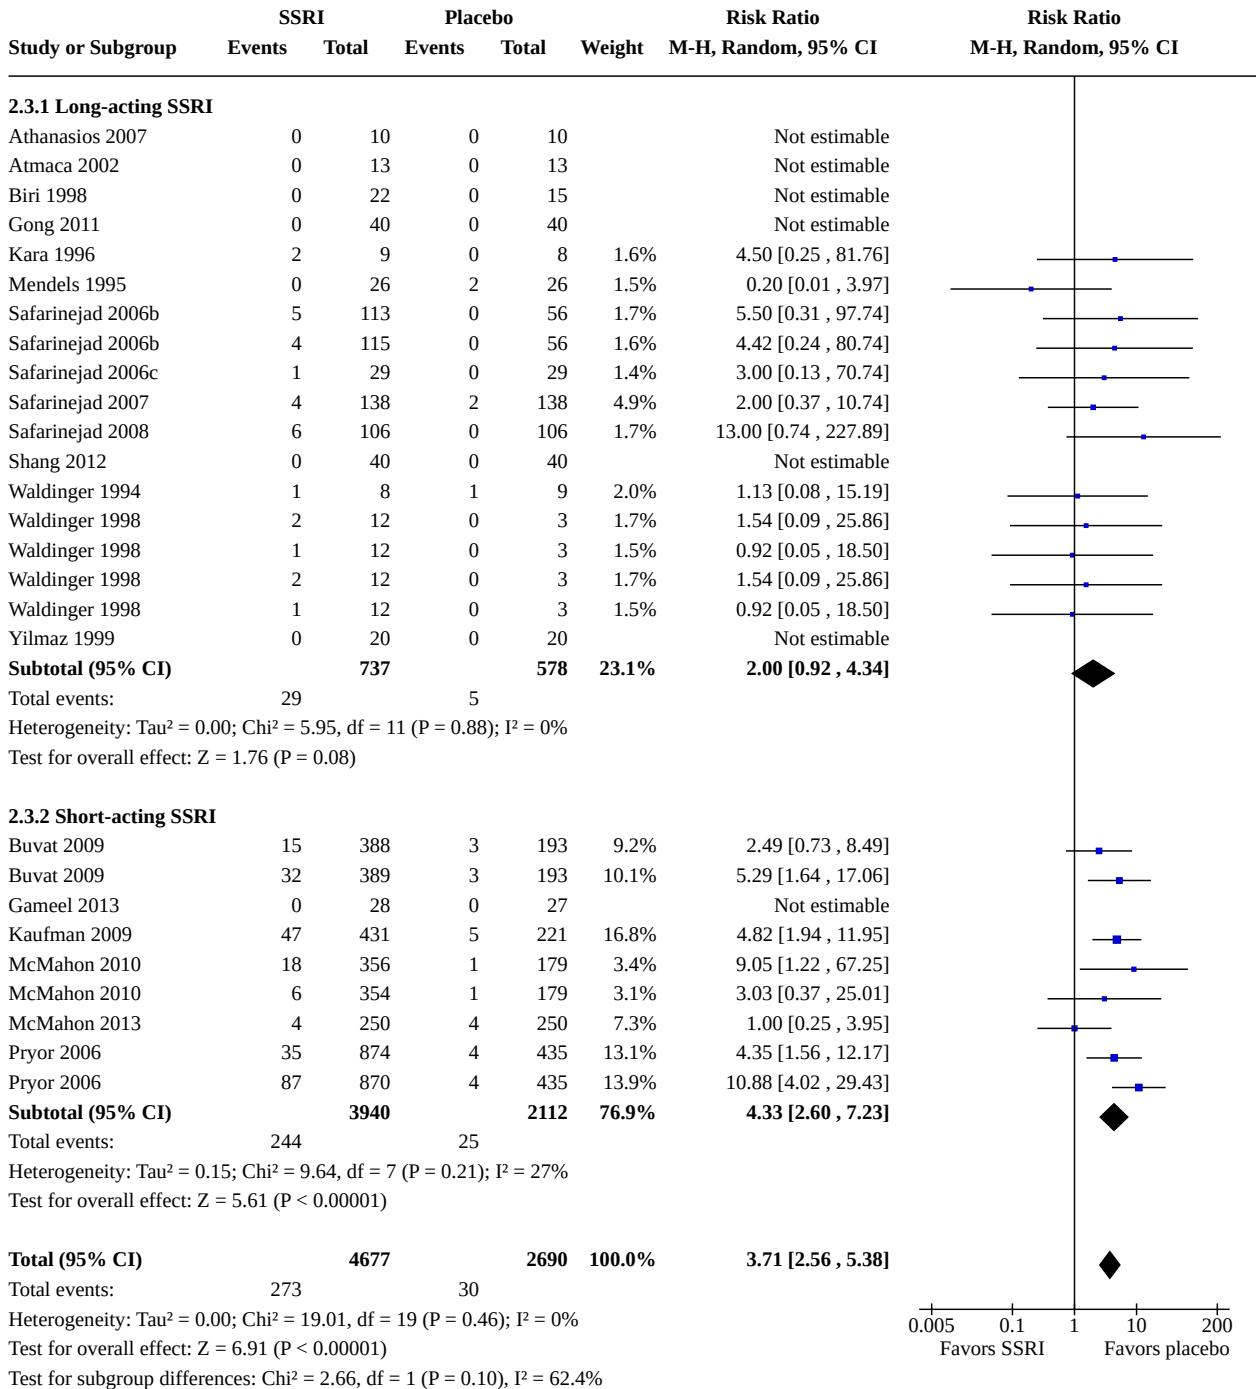 SSRI Placebo Risk Ratio Risk Ratio
Study or Subgroup Events Total Events Total Weight M-H, Random, 95% CI M-H, Random, 95% CI
2.3.1 Long-acting SSRI
Athanasios 2007 0 10 0 10 Not estimable
Atmaca 2002 0 13 0 13 Not estimable
Biri 1998 0 22 0 15 Not estimable
Gong 2011 0 40 0 40 Not estimable
Kara 1996 2 9 0 8 1.6% 4.50 [0.25 , 81.76]
Mendels 1995 0 26 2 26 1.5% 0.20 [0.01 , 3.97]
Safarinejad 2006b 5 113 0 56 1.7% 5.50 [0.31 , 97.74]
Safarinejad 2006b 4 115 0 56 1.6% 4.42 [0.24 , 80.74]
Safarinejad 2006c 1 29 0 29 1.4% 3.00 [0.13 , 70.74]
Safarinejad 2007 4 138 2 138 4.9% 2.00 [0.37 , 10.74]
Safarinejad 2008 6 106 0 106 1.7% 13.00 [0.74 , 227.89]
Shang 2012 0 40 0 40 Not estimable
Waldinger 1994 1 8 1 9 2.0% 1.13 [0.08 , 15.19]
Waldinger 1998 2 12 0 3 1.7% 1.54 [0.09 , 25.86]
Waldinger 1998 1 12 0 3 1.5% 0.92 [0.05 , 18.50]
Waldinger 1998 2 12 0 3 1.7% 1.54 [0.09 , 25.86]
Waldinger 1998 1 12 0 3 1.5% 0.92 [0.05 , 18.50]
Yilmaz 1999 0 20 0 20 Not estimable
Subtotal (95% CI) 737 578 23.1% 2.00 [0.92 , 4.34]
Total events: 29 5
Heterogeneity: Tau² = 0.00; Chi² = 5.95, df = 11 (P = 0.88); I² = 0%
Test for overall effect: Z = 1.76 (P = 0.08)
2.3.2 Short-acting SSRI
Buvat 2009 15 388 3 193 9.2% 2.49 [0.73 , 8.49]
Buvat 2009 32 389 3 193 10.1% 5.29 [1.64 , 17.06]
Gameel 2013 0 28 0 27 Not estimable
Kaufman 2009 47 431 5 221 16.8% 4.82 [1.94 , 11.95]
McMahon 2010 18 356 1 179 3.4% 9.05 [1.22 , 67.25]
McMahon 2010 6 354 1 179 3.1% 3.03 [0.37 , 25.01]
McMahon 2013 4 250 4 250 7.3% 1.00 [0.25 , 3.95]
Pryor 2006 35 874 4 435 13.1% 4.35 [1.56 , 12.17]
Pryor 2006 87 870 4 435 13.9% 10.88 [4.02 , 29.43]
Subtotal (95% CI) 3940 2112 76.9% 4.33 [2.60 , 7.23]
Total events: 244 25
Heterogeneity: Tau² = 0.15; Chi² = 9.64, df = 7 (P = 0.21); I² = 27%
Test for overall effect: Z = 5.61 (P < 0.00001)
Total (95% CI) 4677 2690 100.0% 3.71 [2.56 , 5.38]
Total events: 273 30
Heterogeneity: Tau² = 0.00; Chi² = 19.01, df = 19 (P = 0.46); I² = 0%
0.005 0.1 1 10 200
Test for overall effect: Z = 6.91 (P < 0.00001) Favors SSRI Favors placebo
Test for subgroup differences: Chi² = 2.66, df = 1 (P = 0.10), I² = 62.4%